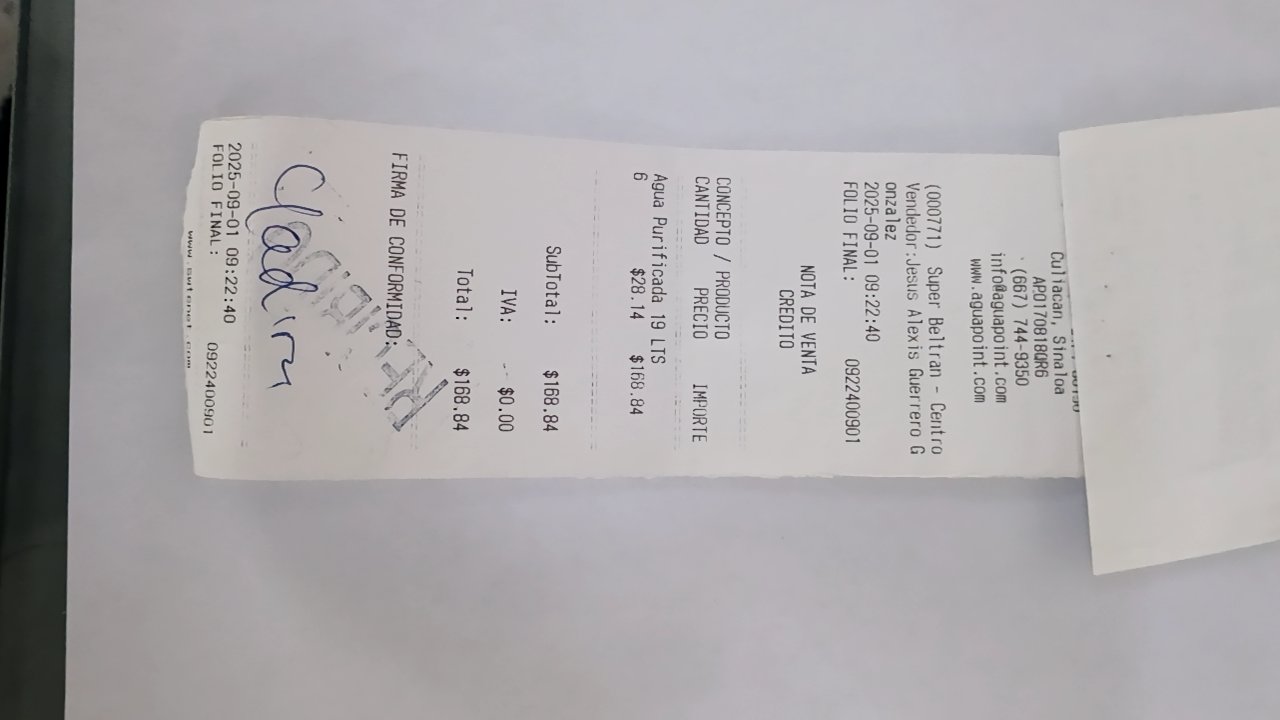 Culiacan, Sinaloa
APO170818QR6
(667) 744-9350
info@aguapoint.com
www.aguapoint.com
(000771) Super Beltran - Centro
Vendedor:Jesus Alexis Guerrero G
onzalez
2025-09-01 09:22:40
FOLIO FINAL: 0922400901
NOTA DE VENTA
CREDITO
CONCEPTO / PRODUCTO
CANTIDAD PRECIO IMPORTE
Agua Purificada 19 LTS
6 $28.14 $168.84
SubTotal: $168.84
IVA: $0.00
Total: $168.84
FIRMA DE CONFORMIDAD:
RECIBIDO
2025-09-01 09:22:40
FOLIO FINAL: 0922400901